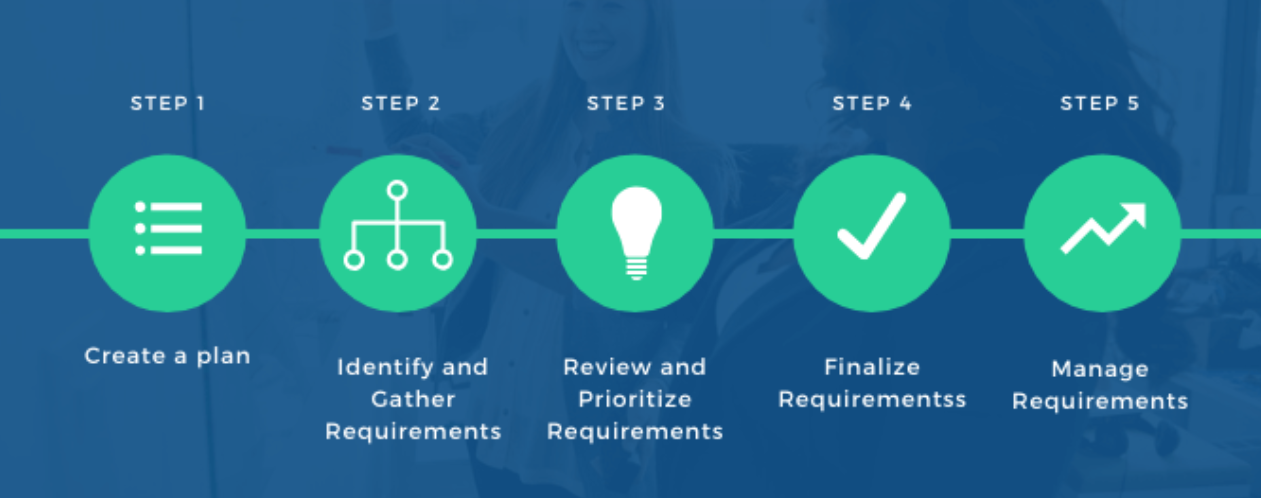 STEP 1
Create a plan
STEP 2
Identify and
Gather
Requirements
STEP 3
Review and
Prioritize
Requirements
STEP 4
Finalize
Requirementss
STEP 5
Manage
Requirements